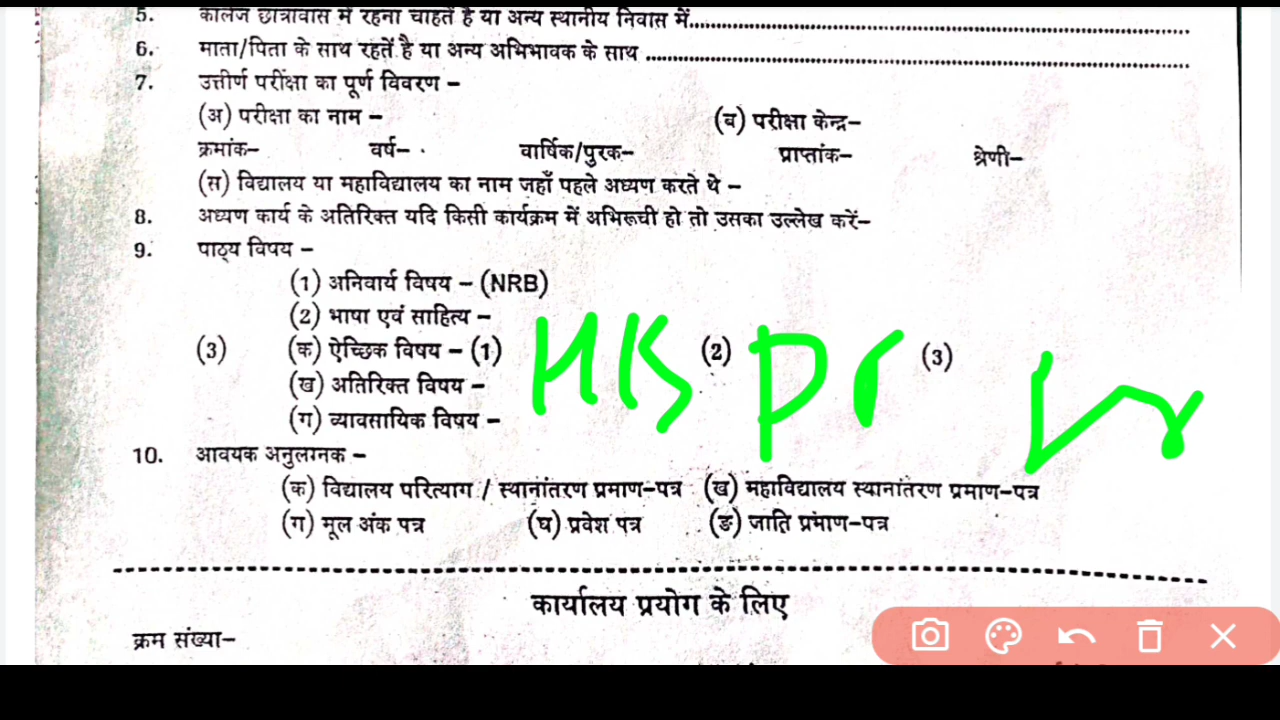 5. कालेज छात्रावास में रहना चाहतें है या अन्य स्थानीय निवास में
6. माता/पिता के साथ रहतें है या अन्य अभिभावक के साथ
7. उत्तीर्ण परीक्षा का पूर्ण विवरण –
(अ) परीक्षा का नाम – (ब) परीक्षा केन्द्र–
क्रमांक– वर्ष– वार्षिक/पुरक– प्राप्तांक– श्रेणी–
(स) विद्यालय या महाविद्यालय का नाम जहाँ पहले अध्यण करते थे –
8. अध्यण कार्य के अतिरिक्त यदि किसी कार्यक्रम में अभिरूची हो तो उसका उल्लेख करें–
9. पाठ्य विषय –
(1) अनिवार्य विषय – (NRB)
(2) भाषा एवं साहित्य –
(3) (क) ऐच्छिक विषय – (1) HIS (2) (3)
(ख) अतिरिक्त विषय –
(ग) व्यावसायिक विषय –
10. आवयक अनुलग्नक –
(क) विद्यालय परित्याग / स्थानांतरण प्रमाण–पत्र (ख) महाविद्यालय स्थानांतरण प्रमाण–पत्र
(ग) मूल अंक पत्र (घ) प्रवेश पत्र (ङ) जाति प्रमाण–पत्र
कार्यालय प्रयोग के लिए
क्रम संख्या–